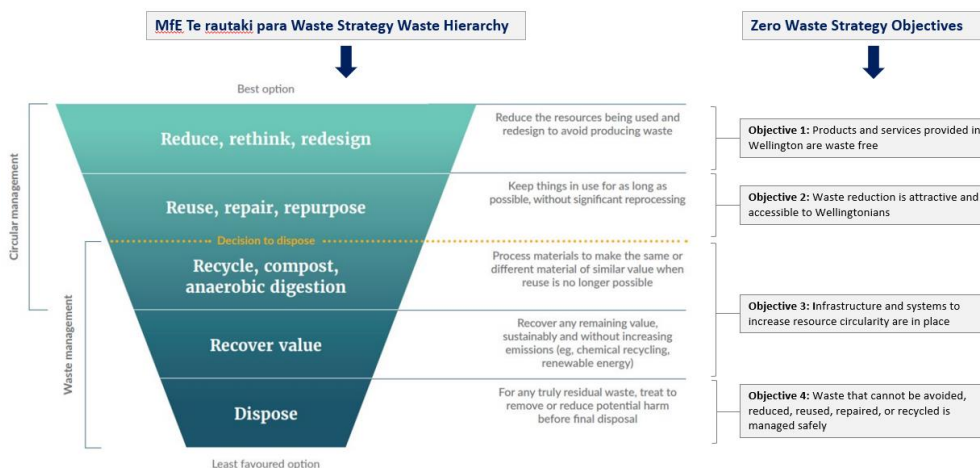 MfE Te rautaki para Waste Strategy Waste Hierarchy
Zero Waste Strategy Objectives
Best option
Circular management
Waste management
Reduce, rethink, redesign
Reduce the resources being used and
redesign to avoid producing waste
Objective 1: Products and services provided in
Wellington are waste free
Reuse, repair, repurpose
Keep things in use for as long as
possible, without significant reprocessing
Objective 2: Waste reduction is attractive and
accessible to Wellingtonians
Decision to dispose
Recycle, compost,
anaerobic digestion
Process materials to make the same or
different material of similar value when
reuse is no longer possible
Objective 3: Infrastructure and systems to
increase resource circularity are in place
Recover value
Recover any remaining value,
sustainably and without increasing
emissions (eg, chemical recycling,
renewable energy)
Dispose
For any truly residual waste, treat to
remove or reduce potential harm
before final disposal
Objective 4: Waste that cannot be avoided,
reduced, reused, repaired, or recycled is
managed safely
Least favoured option